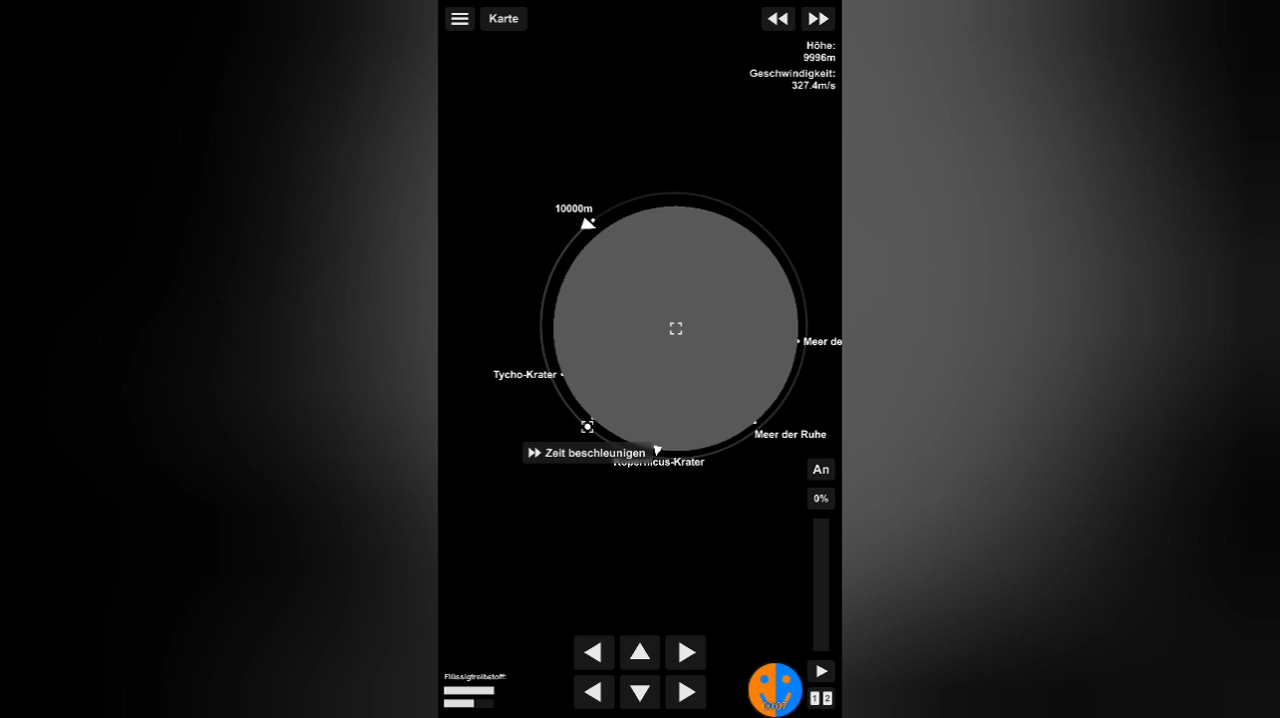 Karte
Höhe:
9996m
Geschwindigkeit:
327.4m/s
10000m
Meer de
Tycho-Krater
Meer der Ruhe
Zeit beschleunigen
Kopernicus-Krater
An
0%
Flüssigtreibstoff:
1 2